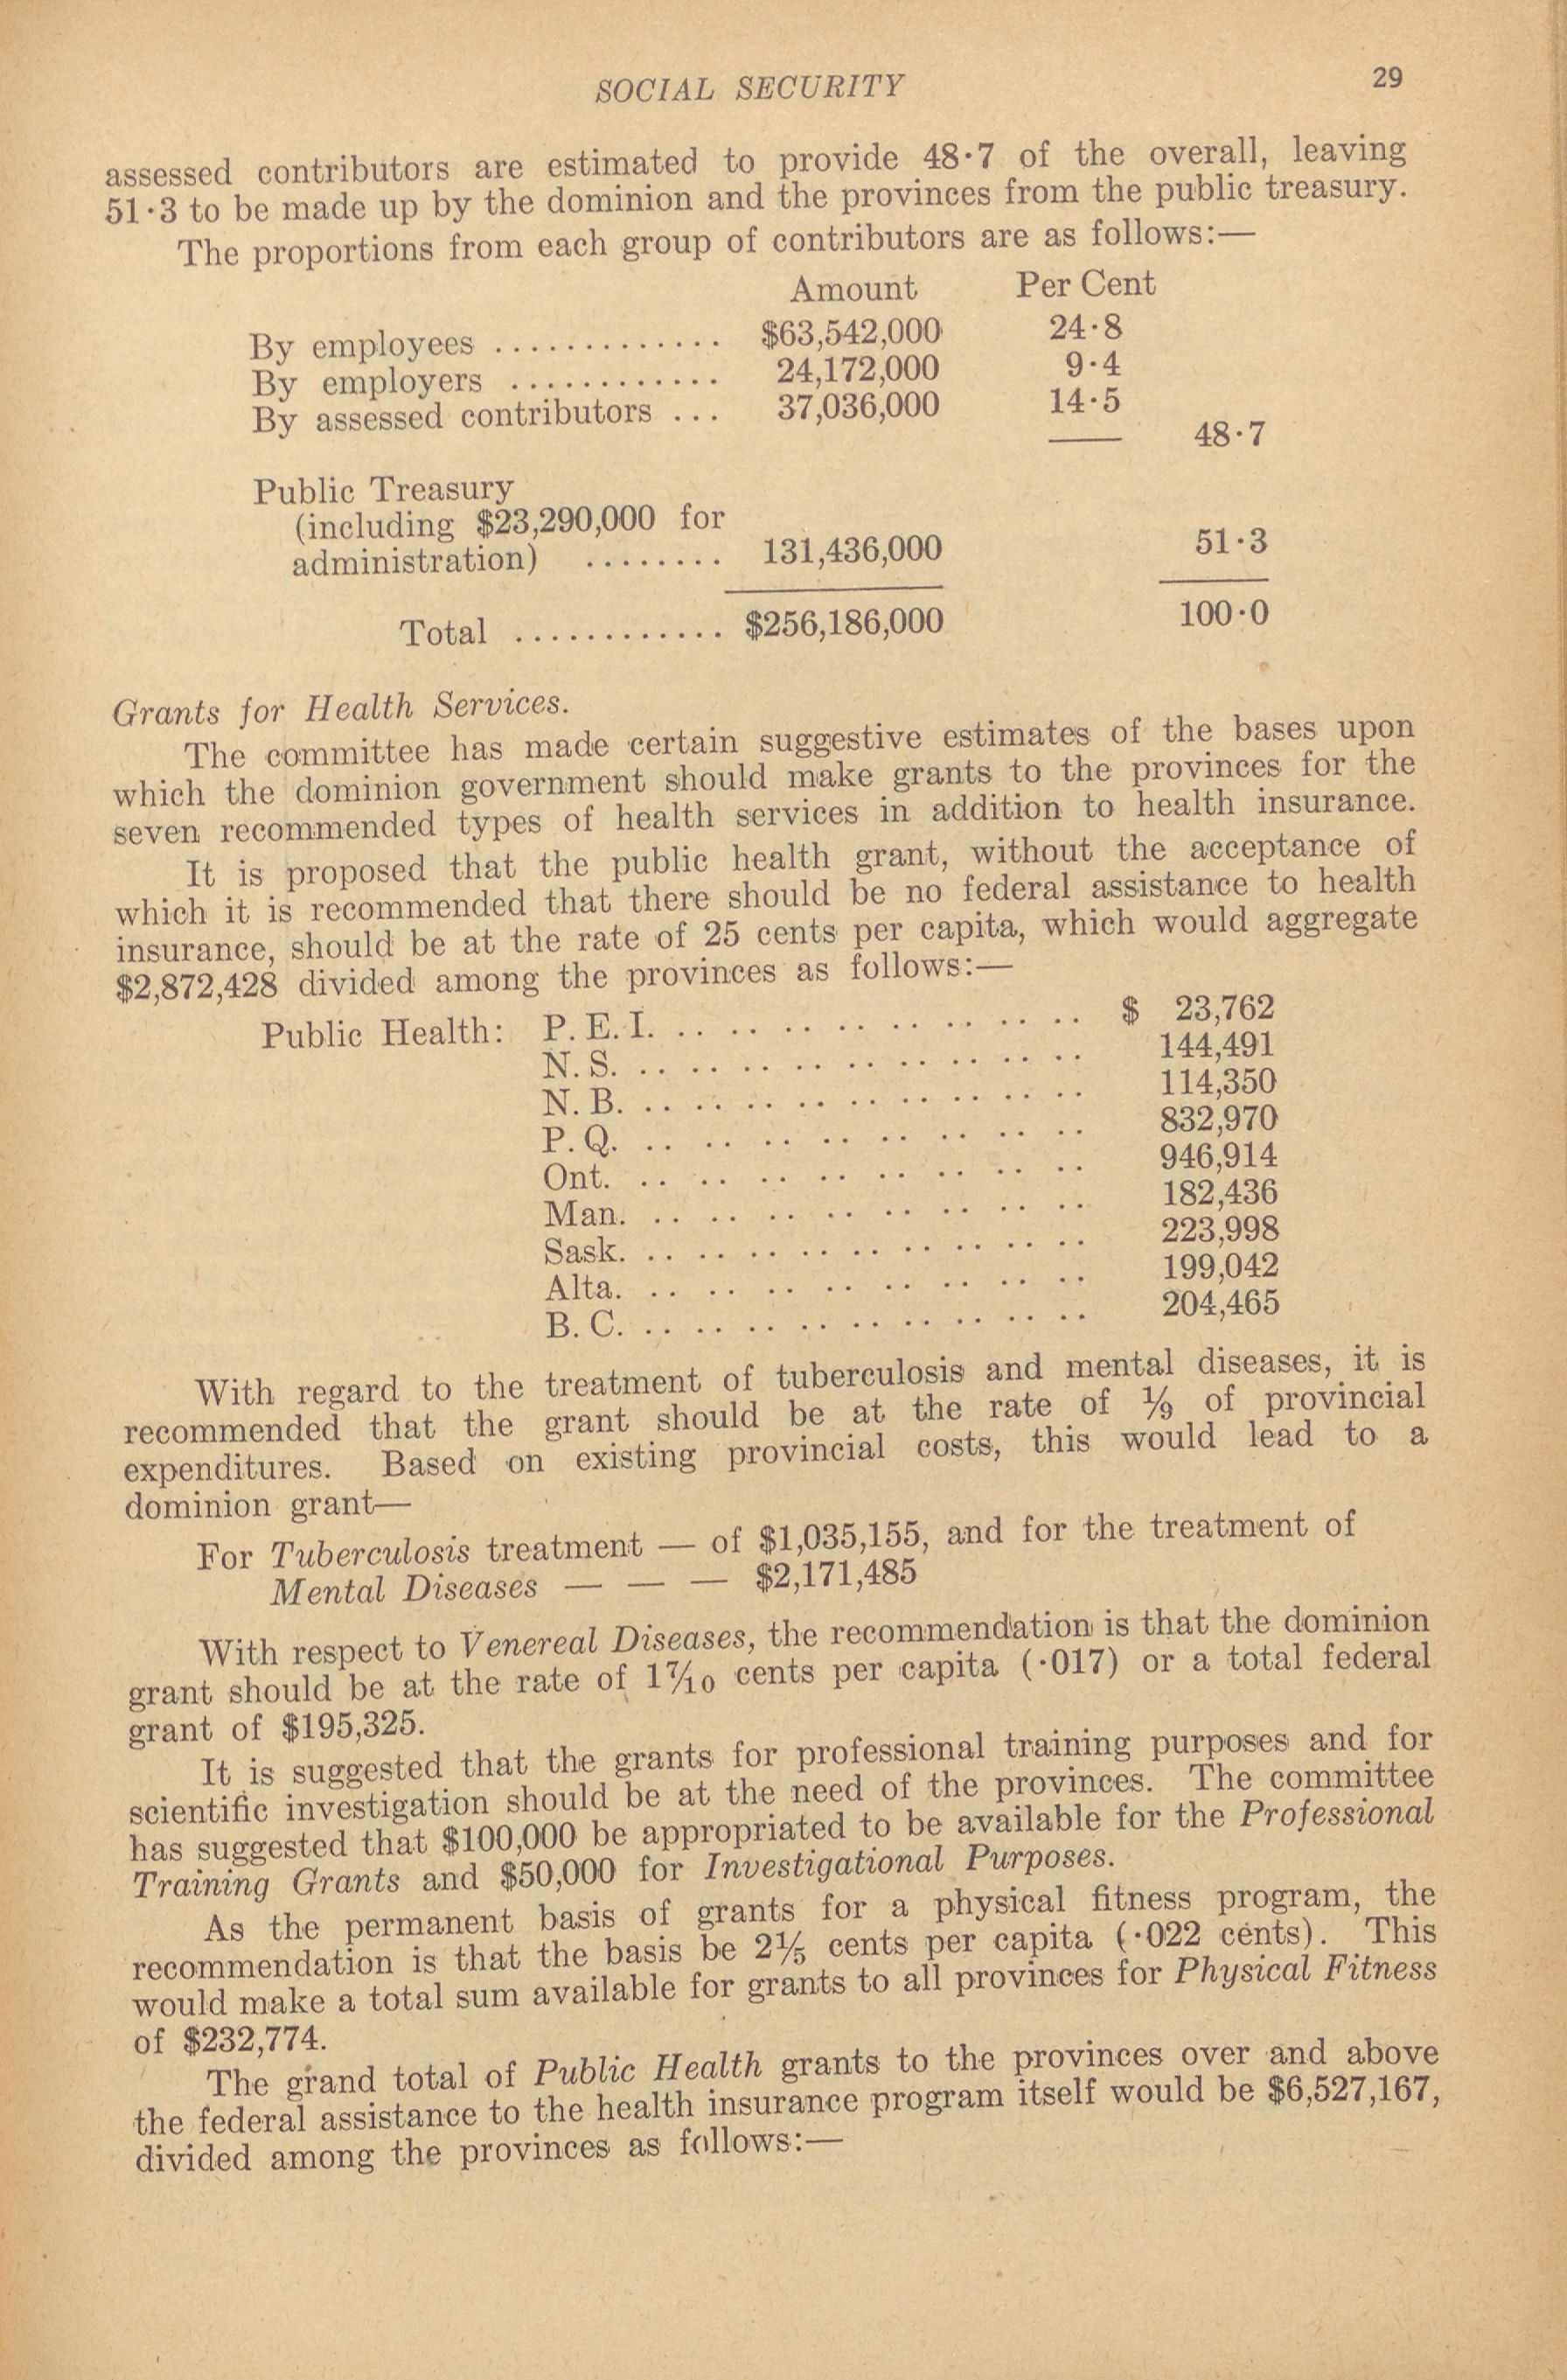 SOCIAL SECURITY 29
assessed contributors are estimated to provide 48·7 of the overall, leaving
51·3 to be made up by the dominion and the provinces from the public treasury.
The proportions from each group of contributors are as follows:—
Amount Per Cent
By employees ............. $63,542,000 24·8
By employers ............ 24,172,000 9·4
By assessed contributors ... 37,036,000 14·5
—— 48·7
Public Treasury
(including $23,290,000 for
administration) ........ 131,436,000 51·3
Total ............ $256,186,000 100·0
Grants for Health Services.
The committee has made certain suggestive estimates of the bases upon
which the dominion government should make grants to the provinces for the
seven recommended types of health services in addition to health insurance.
It is proposed that the public health grant, without the acceptance of
which it is recommended that there should be no federal assistance to health
insurance, should be at the rate of 25 cents per capita, which would aggregate
$2,872,428 divided among the provinces as follows:—
Public Health: P. E. I. .. .. .. .. .. .. .. .. $ 23,762
N. S. .. .. .. .. .. .. .. .. .. 144,491
N. B. .. .. .. .. .. .. .. .. .. 114,350
P. Q. .. .. .. .. .. .. .. .. 832,970
Ont. .. .. .. .. .. .. .. .. 946,914
Man. .. .. .. .. .. .. .. .. 182,436
Sask. .. .. .. .. .. .. .. .. .. 223,998
Alta. .. .. .. .. .. .. .. .. 199,042
B. C. .. .. .. .. .. .. .. .. .. 204,465
With regard to the treatment of tuberculosis and mental diseases, it is
recommended that the grant should be at the rate of 1/9 of provincial
expenditures. Based on existing provincial costs, this would lead to a
dominion grant—
For Tuberculosis treatment — of $1,035,155, and for the treatment of
Mental Diseases — — — $2,171,485
With respect to Venereal Diseases, the recommendation is that the dominion
grant should be at the rate of 1 7/10 cents per capita (·017) or a total federal
grant of $195,325.
It is suggested that the grants for professional training purposes and for
scientific investigation should be at the need of the provinces. The committee
has suggested that $100,000 be appropriated to be available for the Professional
Training Grants and $50,000 for Investigational Purposes.
As the permanent basis of grants for a physical fitness program, the
recommendation is that the basis be 2 1/5 cents per capita (·022 cents). This
would make a total sum available for grants to all provinces for Physical Fitness
of $232,774.
The grand total of Public Health grants to the provinces over and above
the federal assistance to the health insurance program itself would be $6,527,167,
divided among the provinces as follows:—